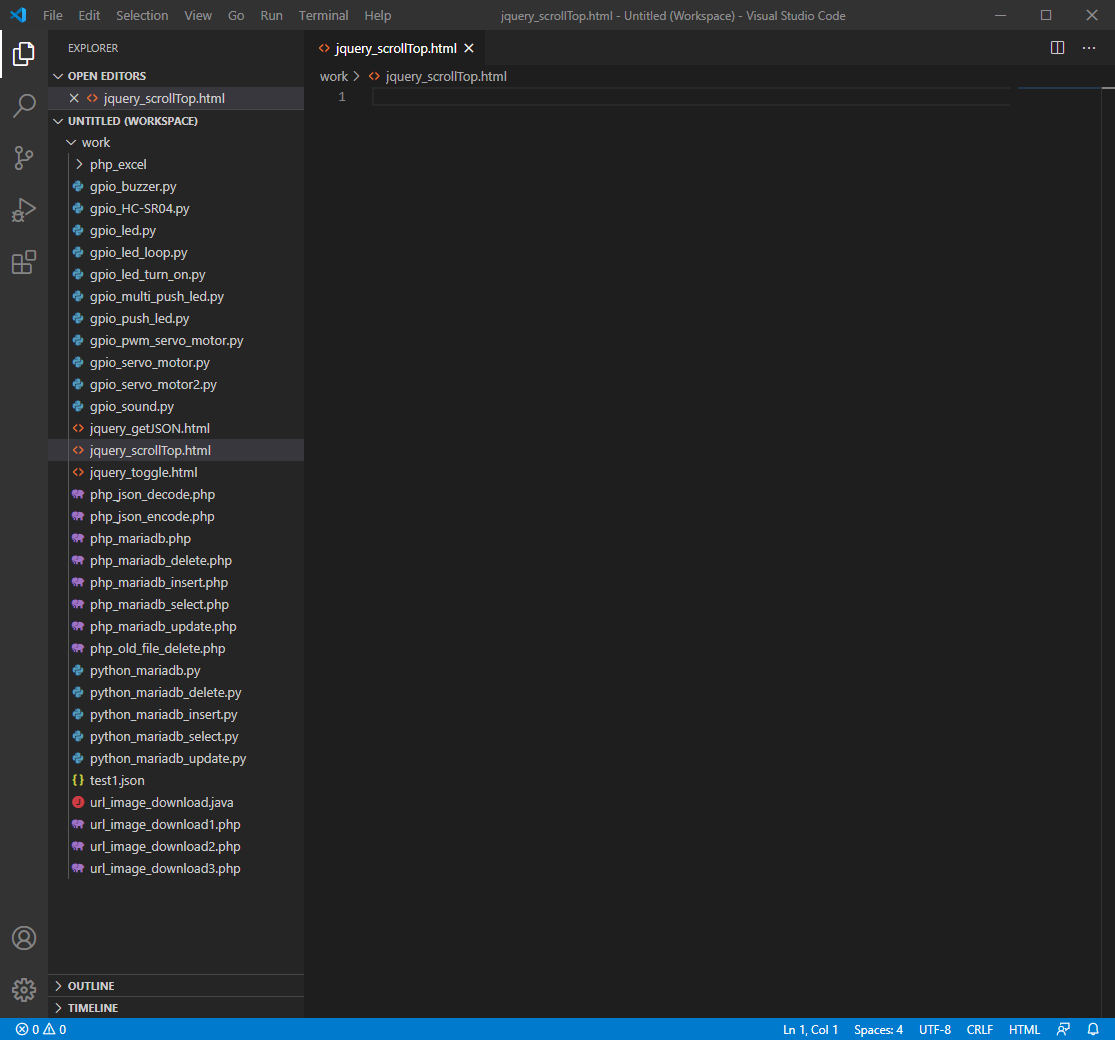 File Edit Selection View Go Run Terminal Help jquery_scrollTop.html - Untitled (Workspace) - Visual Studio Code
EXPLORER
OPEN EDITORS
jquery_scrollTop.html
UNTITLED (WORKSPACE)
work
php_excel
gpio_buzzer.py
gpio_HC-SR04.py
gpio_led.py
gpio_led_loop.py
gpio_led_turn_on.py
gpio_multi_push_led.py
gpio_push_led.py
gpio_pwm_servo_motor.py
gpio_servo_motor.py
gpio_servo_motor2.py
gpio_sound.py
jquery_getJSON.html
jquery_scrollTop.html
jquery_toggle.html
php_json_decode.php
php_json_encode.php
php_mariadb.php
php_mariadb_delete.php
php_mariadb_insert.php
php_mariadb_select.php
php_mariadb_update.php
php_old_file_delete.php
python_mariadb.py
python_mariadb_delete.py
python_mariadb_insert.py
python_mariadb_select.py
python_mariadb_update.py
test1.json
url_image_download.java
url_image_download1.php
url_image_download2.php
url_image_download3.php
OUTLINE
TIMELINE
jquery_scrollTop.html
work > jquery_scrollTop.html
1
0 0 Ln 1, Col 1 Spaces: 4 UTF-8 CRLF HTML